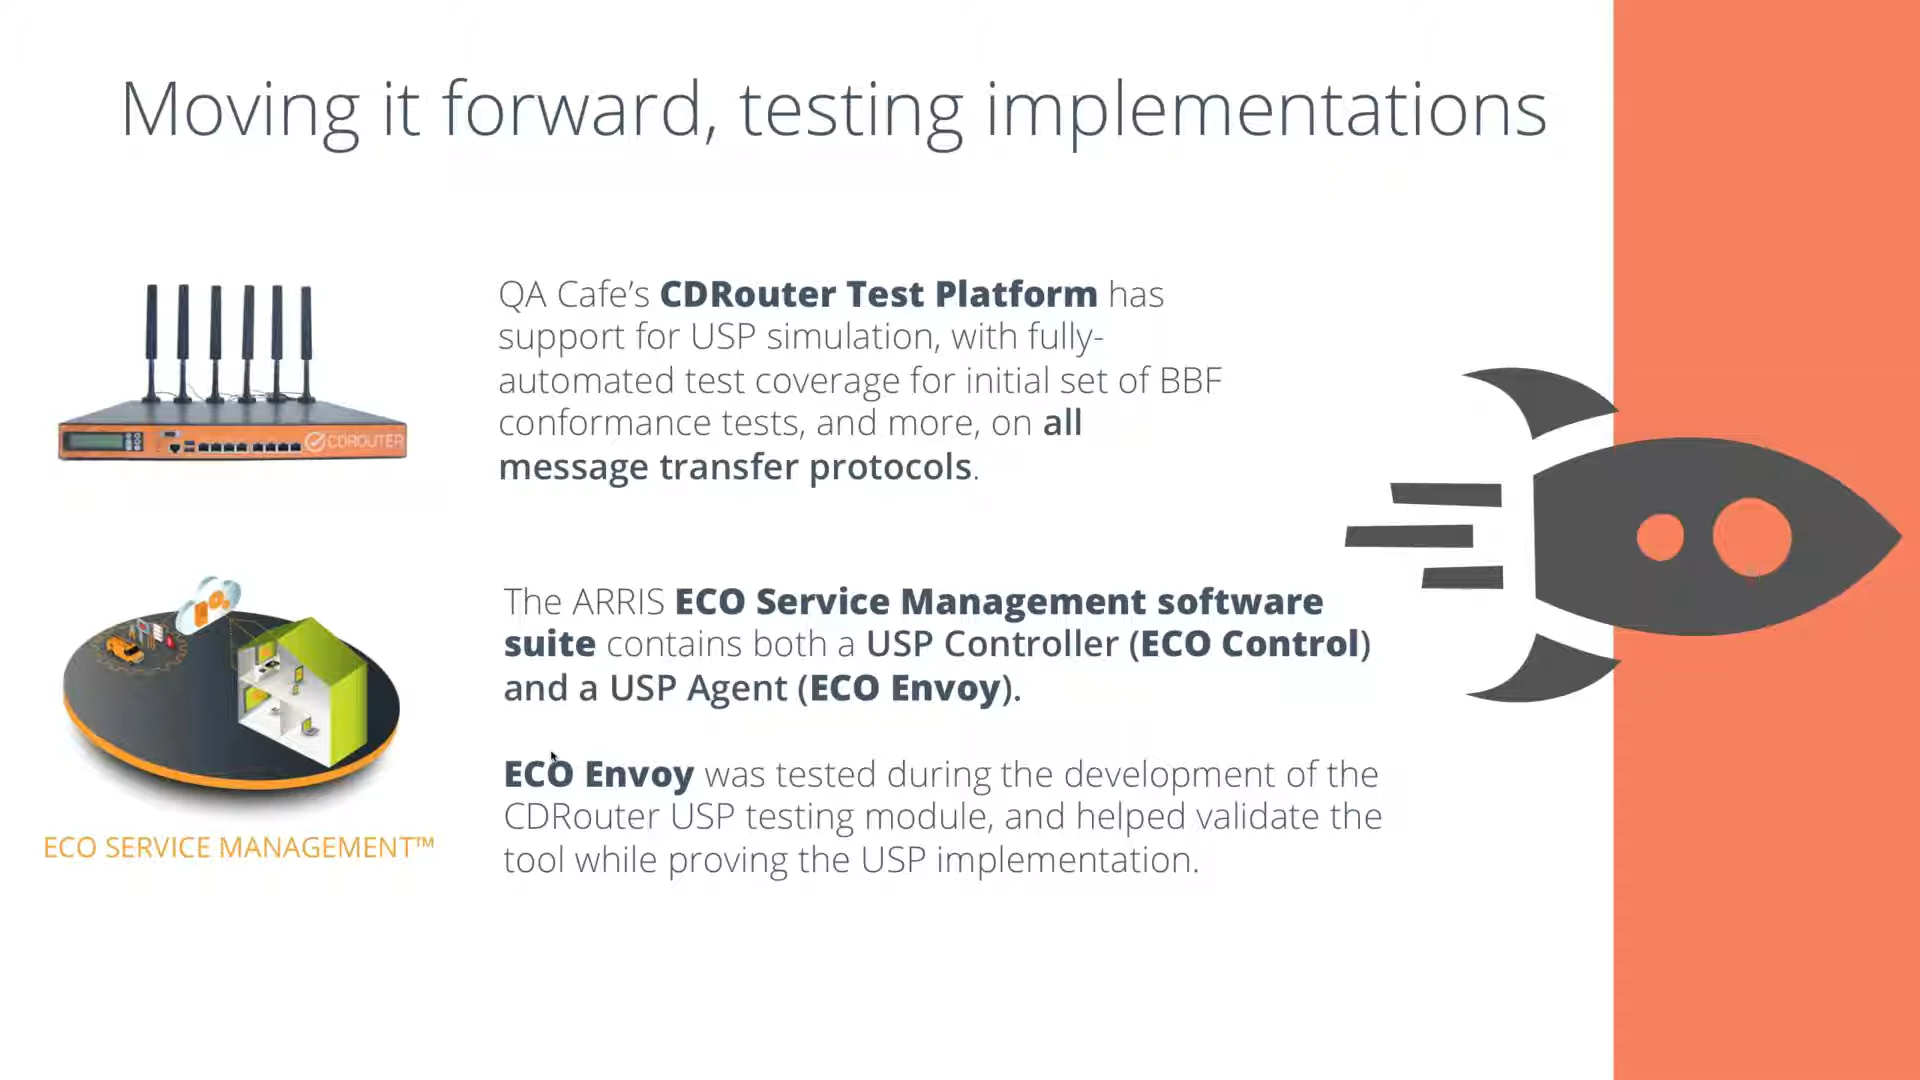 Moving it forward, testing implementations
QA Cafe’s CDRouter Test Platform has
support for USP simulation, with fully-
automated test coverage for initial set of BBF
conformance tests, and more, on all
message transfer protocols.
CDROUTER
The ARRIS ECO Service Management software
suite contains both a USP Controller (ECO Control)
and a USP Agent (ECO Envoy).
ECO Envoy was tested during the development of the
CDRouter USP testing module, and helped validate the
tool while proving the USP implementation.
ECO SERVICE MANAGEMENT™